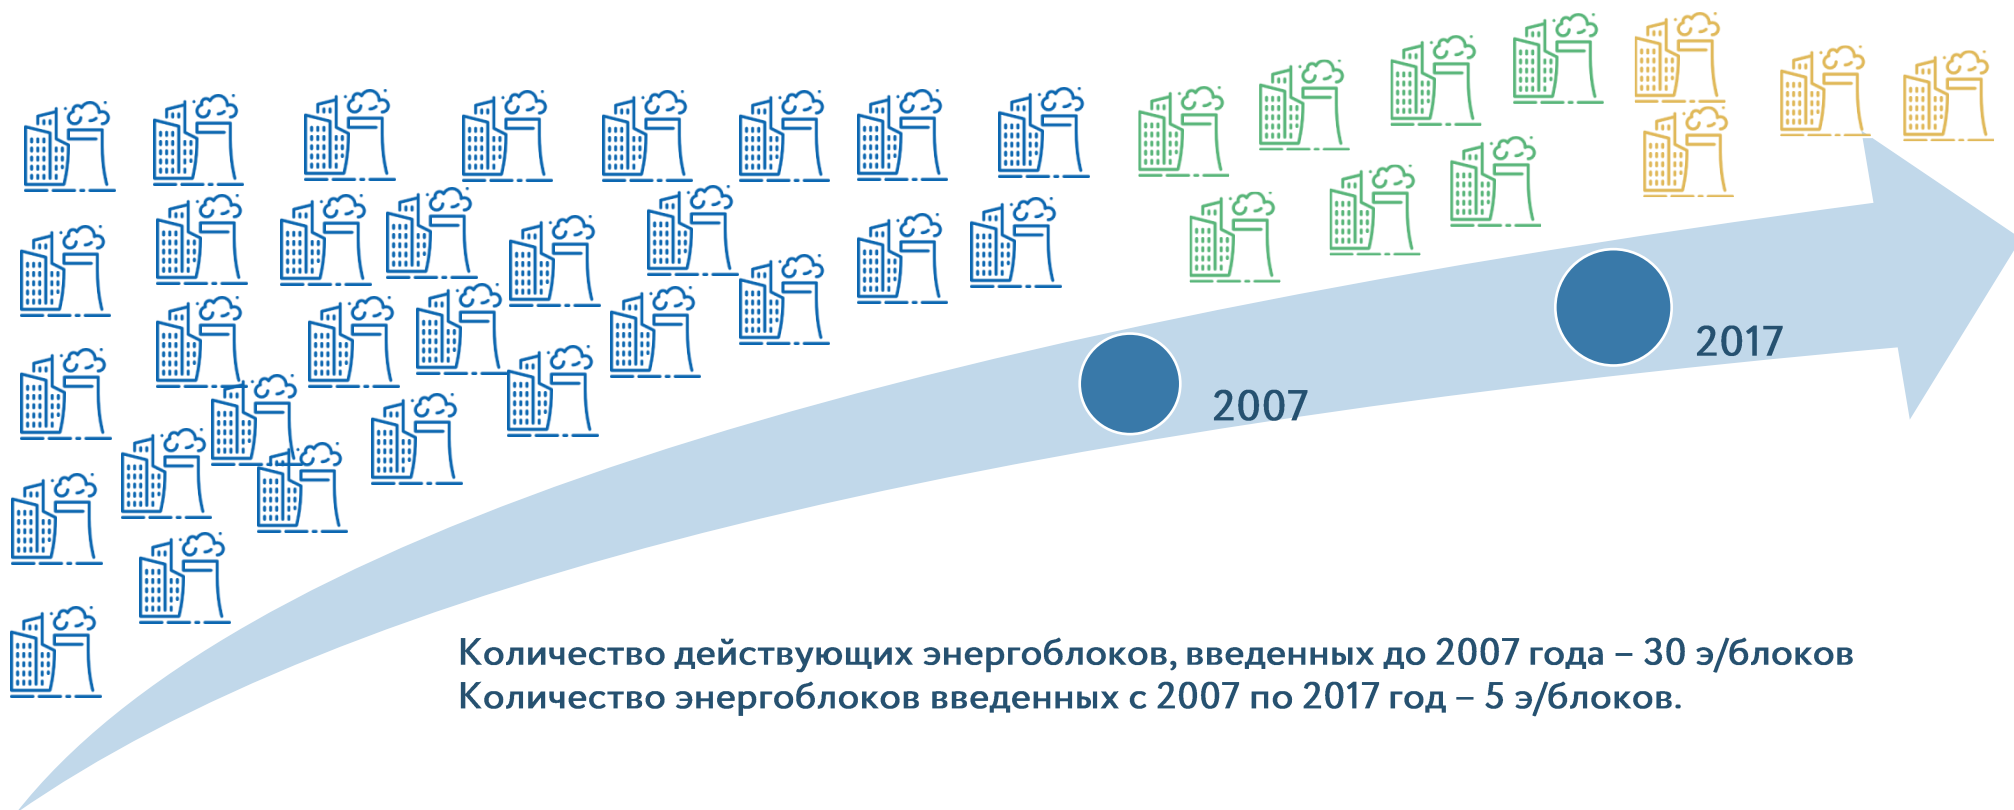 2017
2007
Количество действующих энергоблоков, введенных до 2007 года – 30 э/блоков
Количество энергоблоков введенных с 2007 по 2017 год – 5 э/блоков.